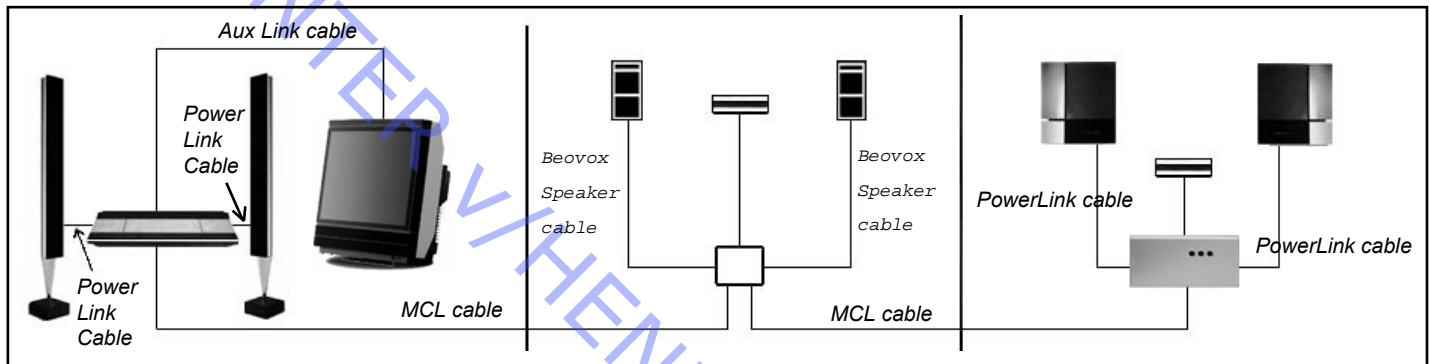 Aux Link cable
Power
Link
Cable
Power
Link
Cable
MCL cable
Beovox
Speaker
cable
Beovox
Speaker
cable
MCL cable
PowerLink cable
PowerLink cable